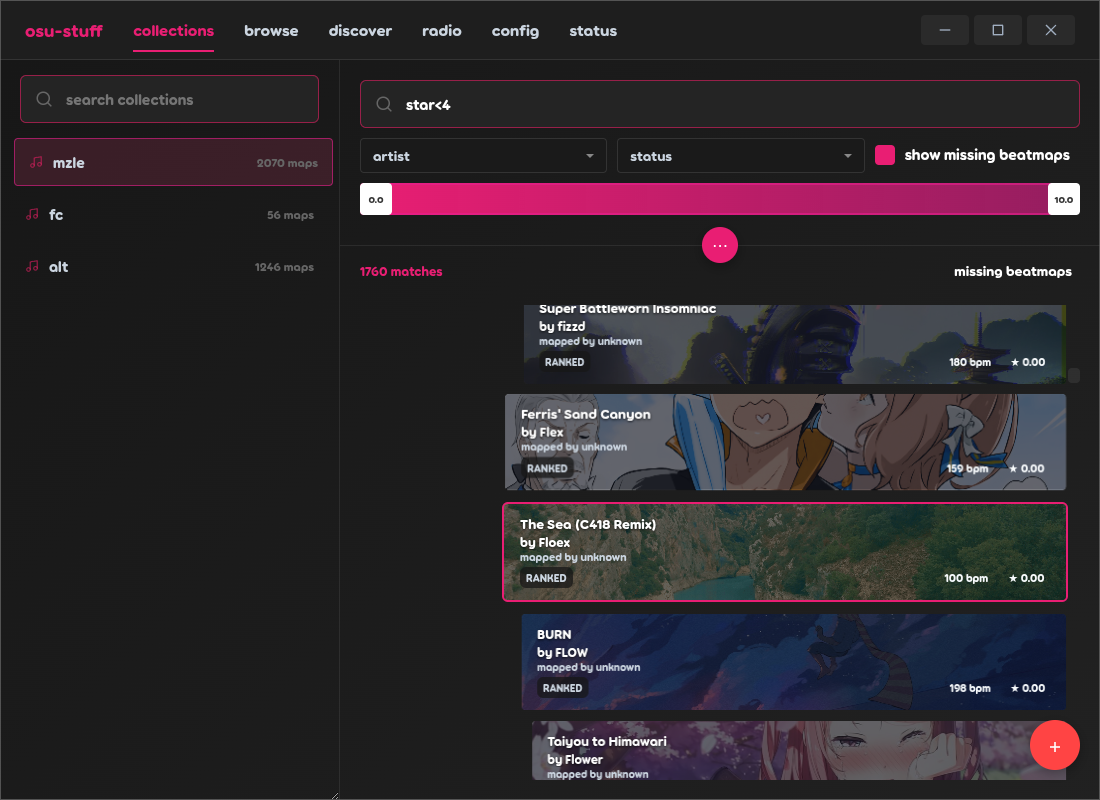 osu-stuff collections browse discover radio config status
search collections
mzle 2070 maps
fc 56 maps
alt 1246 maps
star<4
artist status show missing beatmaps
0.0 10.0
...
1760 matches missing beatmaps
Super Battleworn Insomniac
by fizzd
mapped by unknown
RANKED 180 bpm ★ 0.00
Ferris' Sand Canyon
by Flex
mapped by unknown
RANKED 159 bpm ★ 0.00
The Sea (C418 Remix)
by Floex
mapped by unknown
RANKED 100 bpm ★ 0.00
BURN
by FLOW
mapped by unknown
RANKED 198 bpm ★ 0.00
Taiyou to Himawari
by Flower
mapped by unknown
+